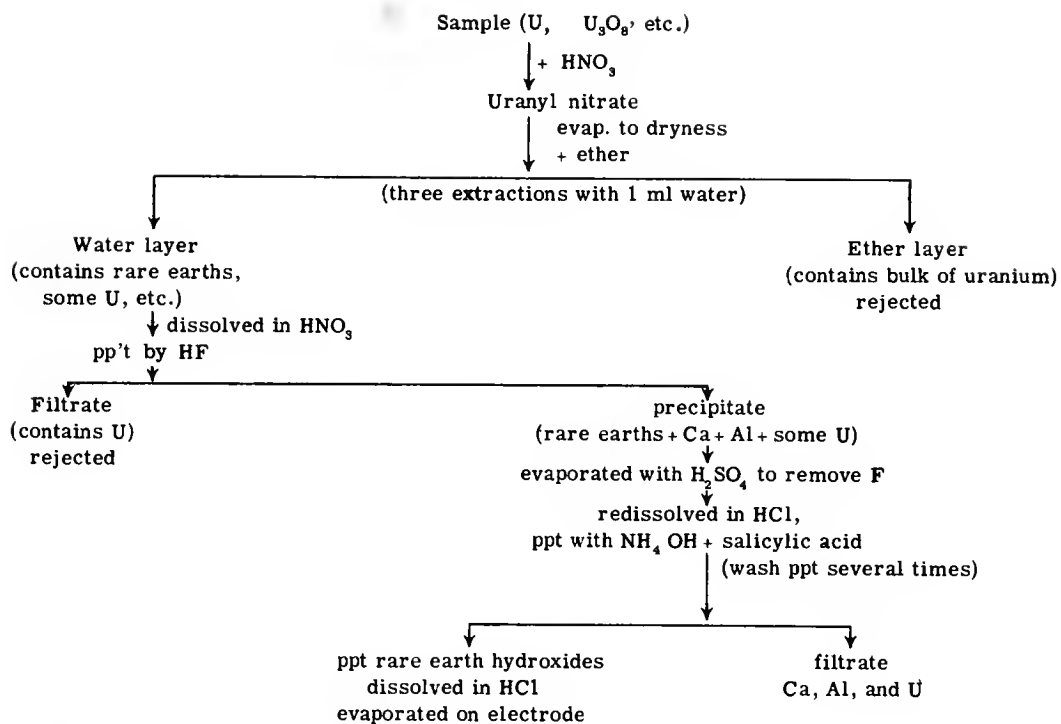 Sample (U, U₃O₈, etc.)
+ HNO₃
Uranyl nitrate
evap. to dryness
+ ether
(three extractions with 1 ml water)
Water layer
(contains rare earths,
some U, etc.)
Ether layer
(contains bulk of uranium)
rejected
dissolved in HNO₃
pp't by HF
Filtrate
(contains U)
rejected
precipitate
(rare earths + Ca + Al + some U)
evaporated with H₂SO₄ to remove F
redissolved in HCl,
ppt with NH₄ OH + salicylic acid
(wash ppt several times)
ppt rare earth hydroxides
dissolved in HCl
evaporated on electrode
filtrate
Ca, Al, and U